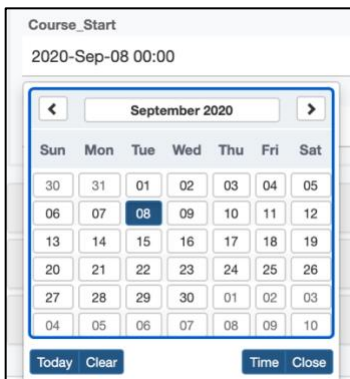 Course_Start
2020-Sep-08 00:00
September 2020
Sun Mon Tue Wed Thu Fri Sat
30 31 01 02 03 04 05
06 07 08 09 10 11 12
13 14 15 16 17 18 19
20 21 22 23 24 25 26
27 28 29 30 01 02 03
04 05 06 07 08 09 10
Today Clear Time Close